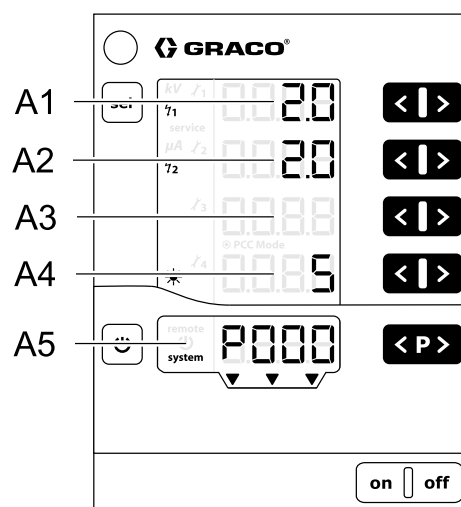 GRACO®
A1 sel kV 1 2.0 < >
service
A2 µA 2 2.0 < >
A3 3 < >
PCC Mode
A4 4 5 < >
remote
A5 system P000 < P >
on off